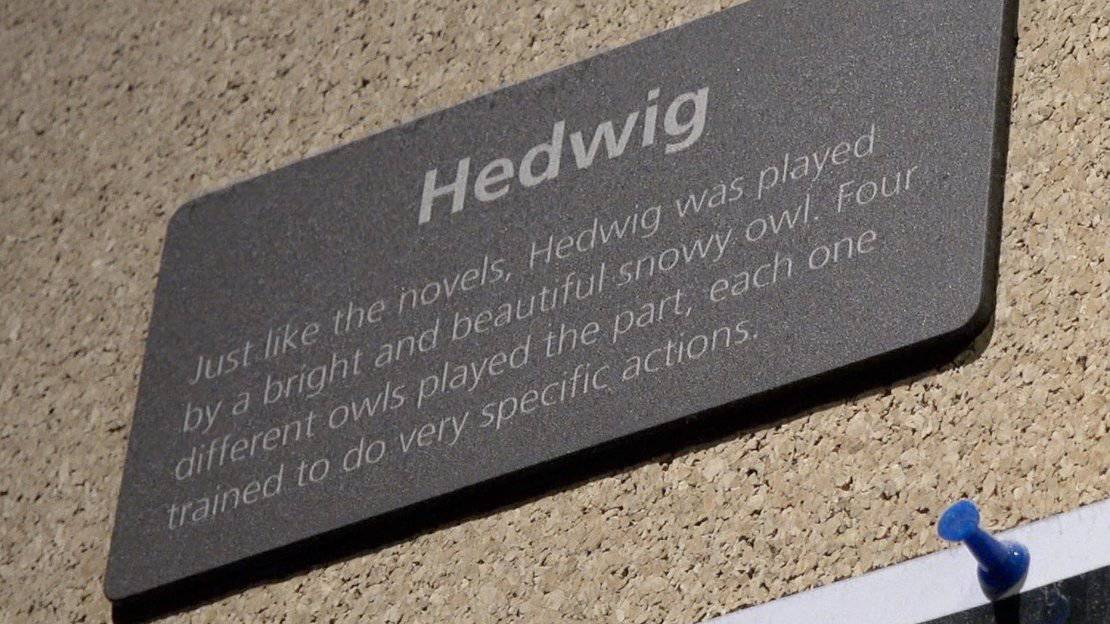 Hedwig
Just like the novels, Hedwig was played
by a bright and beautiful snowy owl. Four
different owls played the part, each one
trained to do very specific actions.